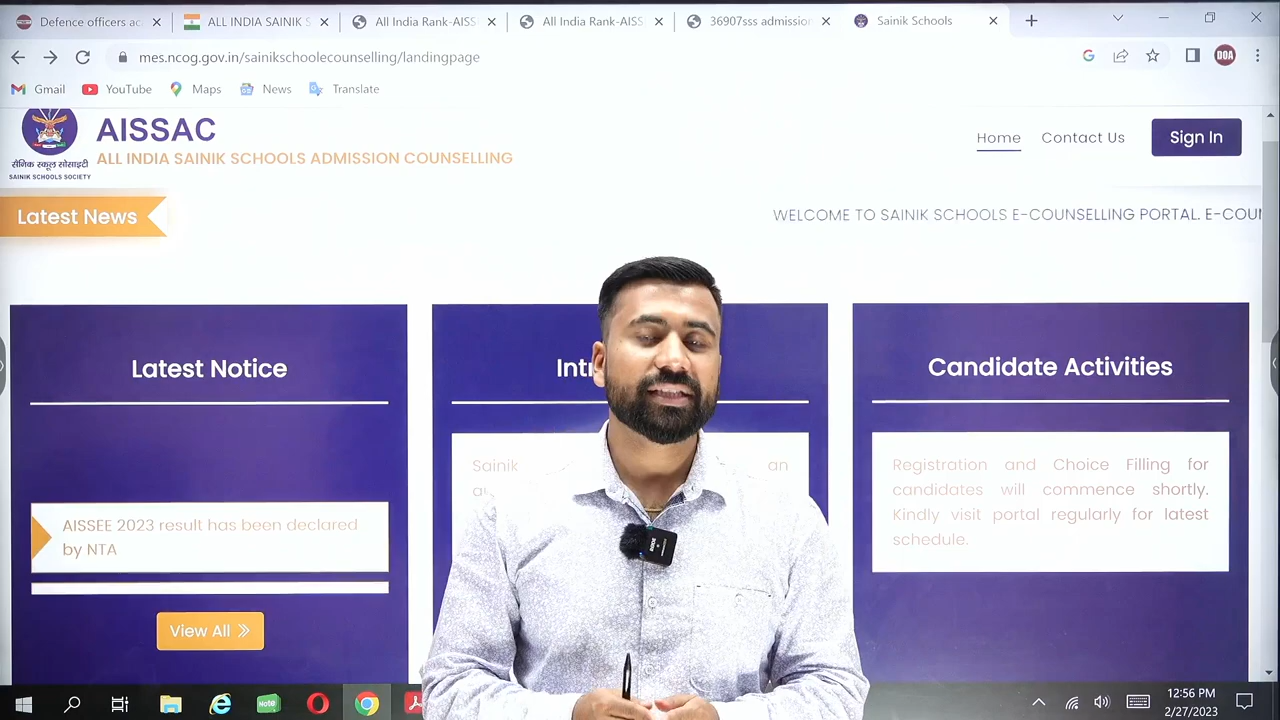 Defence officers ac
ALL INDIA SAINIK S
All India Rank-AISS
All India Rank-AISS
36907sss admission
Sainik Schools
mes.ncog.gov.in/sainikschoolecounselling/landingpage
DOA
Gmail
YouTube
Maps
News
Translate
AISSAC
ALL INDIA SAINIK SCHOOLS ADMISSION COUNSELLING
सैनिक स्कूल सोसाइटी
SAINIK SCHOOLS SOCIETY
Home
Contact Us
Sign In
Latest News
WELCOME TO SAINIK SCHOOLS E-COUNSELLING PORTAL. E-COUN
Latest Notice
AISSEE 2023 result has been declared
by NTA
View All
Intr
Sainik an
Candidate Activities
Registration and Choice Filling for
candidates will commence shortly.
Kindly visit portal regularly for latest
schedule.
12:56 PM
2/27/2023